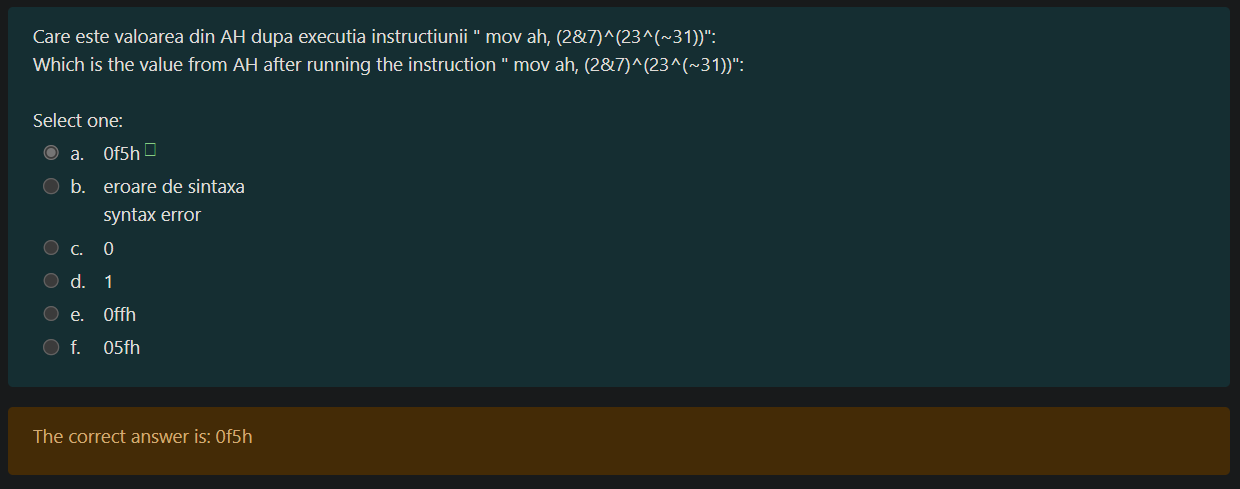 Care este valoarea din AH dupa executia instructiunii " mov ah, (2&7)^(23^(~31))":
Which is the value from AH after running the instruction " mov ah, (2&7)^(23^(~31))":
Select one:
a. 0f5h
b. eroare de sintaxa
syntax error
c. 0
d. 1
e. 0ffh
f. 05fh
The correct answer is: 0f5h